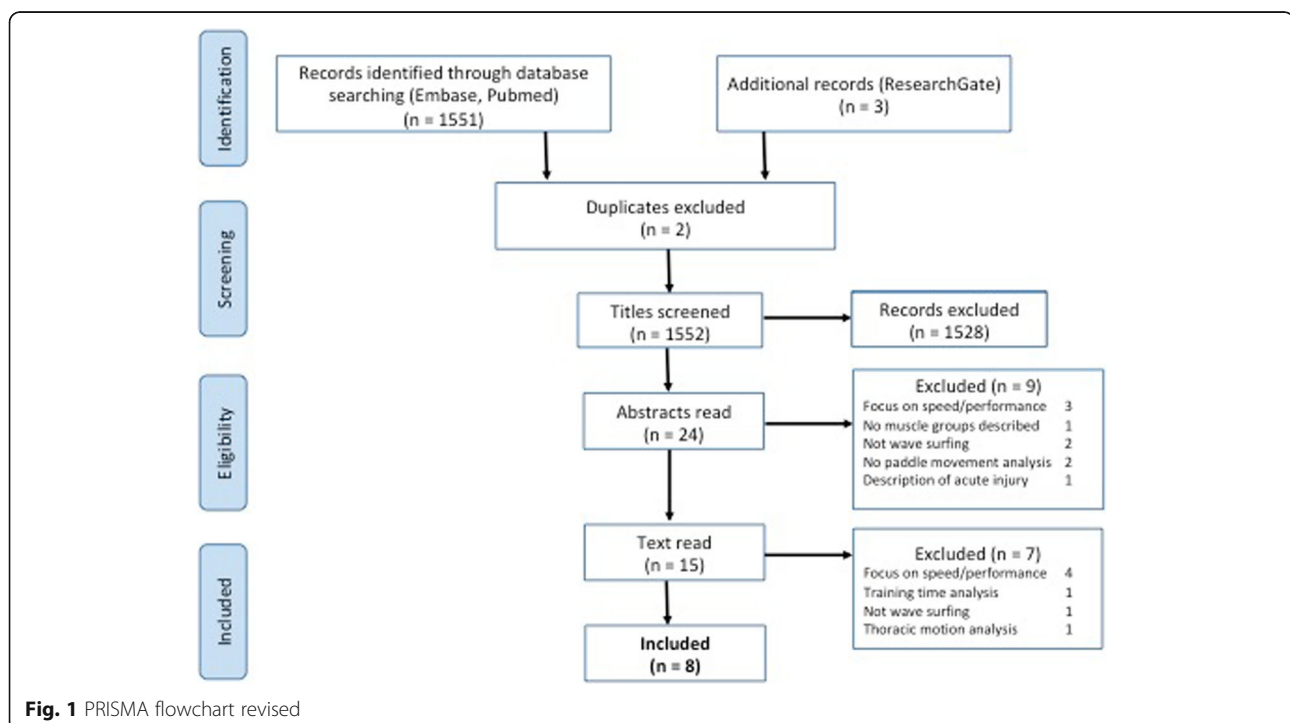 Identification
Records identified through database
searching (Embase, Pubmed)
(n = 1551)
Additional records (ResearchGate)
(n = 3)
Screening
Duplicates excluded
(n = 2)
Titles screened
(n = 1552)
Records excluded
(n = 1528)
Eligibility
Abstracts read
(n = 24)
Excluded (n = 9)
Focus on speed/performance 3
No muscle groups described 1
Not wave surfing 2
No paddle movement analysis 2
Description of acute injury 1
Included
Text read
(n = 15)
Excluded (n = 7)
Focus on speed/performance 4
Training time analysis 1
Not wave surfing 1
Thoracic motion analysis 1
Included
(n = 8)
Fig. 1 PRISMA flowchart revised